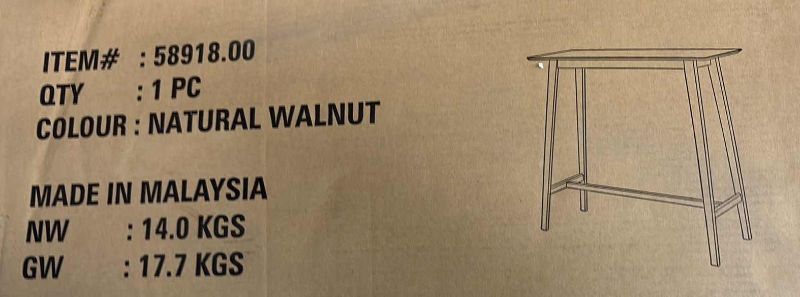 ITEM# : 58918.00
QTY : 1 PC
COLOUR : NATURAL WALNUT
MADE IN MALAYSIA
NW : 14.0 KGS
GW : 17.7 KGS